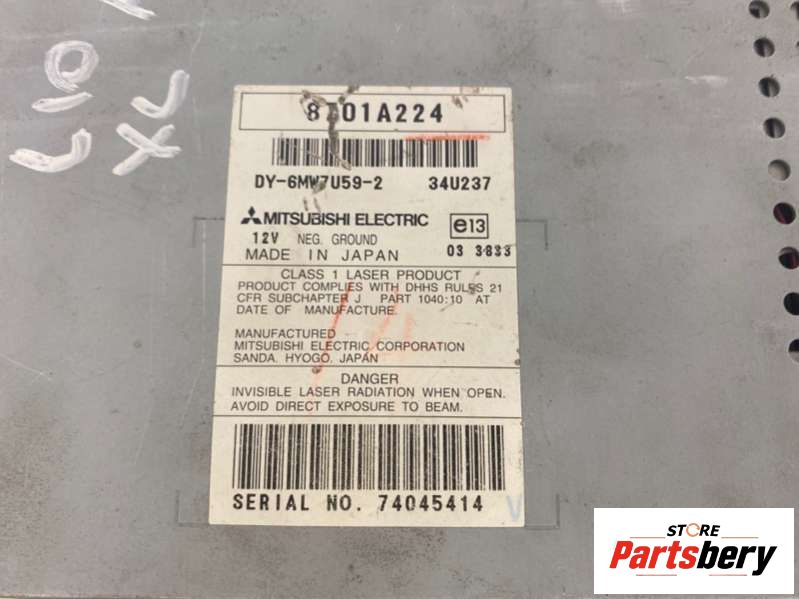 L10
XL
8701A224
DY-6MW7U59-2 34U237
MITSUBISHI ELECTRIC e13
12V NEG. GROUND
MADE IN JAPAN 03 3833
CLASS 1 LASER PRODUCT
PRODUCT COMPLIES WITH DHHS RULES 21
CFR SUBCHAPTER J PART 1040:10 AT
DATE OF MANUFACTURE.
MANUFACTURED
MITSUBISHI ELECTRIC CORPORATION
SANDA, HYOGO, JAPAN
DANGER
INVISIBLE LASER RADIATION WHEN OPEN.
AVOID DIRECT EXPOSURE TO BEAM.
SERIAL NO. 74045414 V
STORE
Partsbery